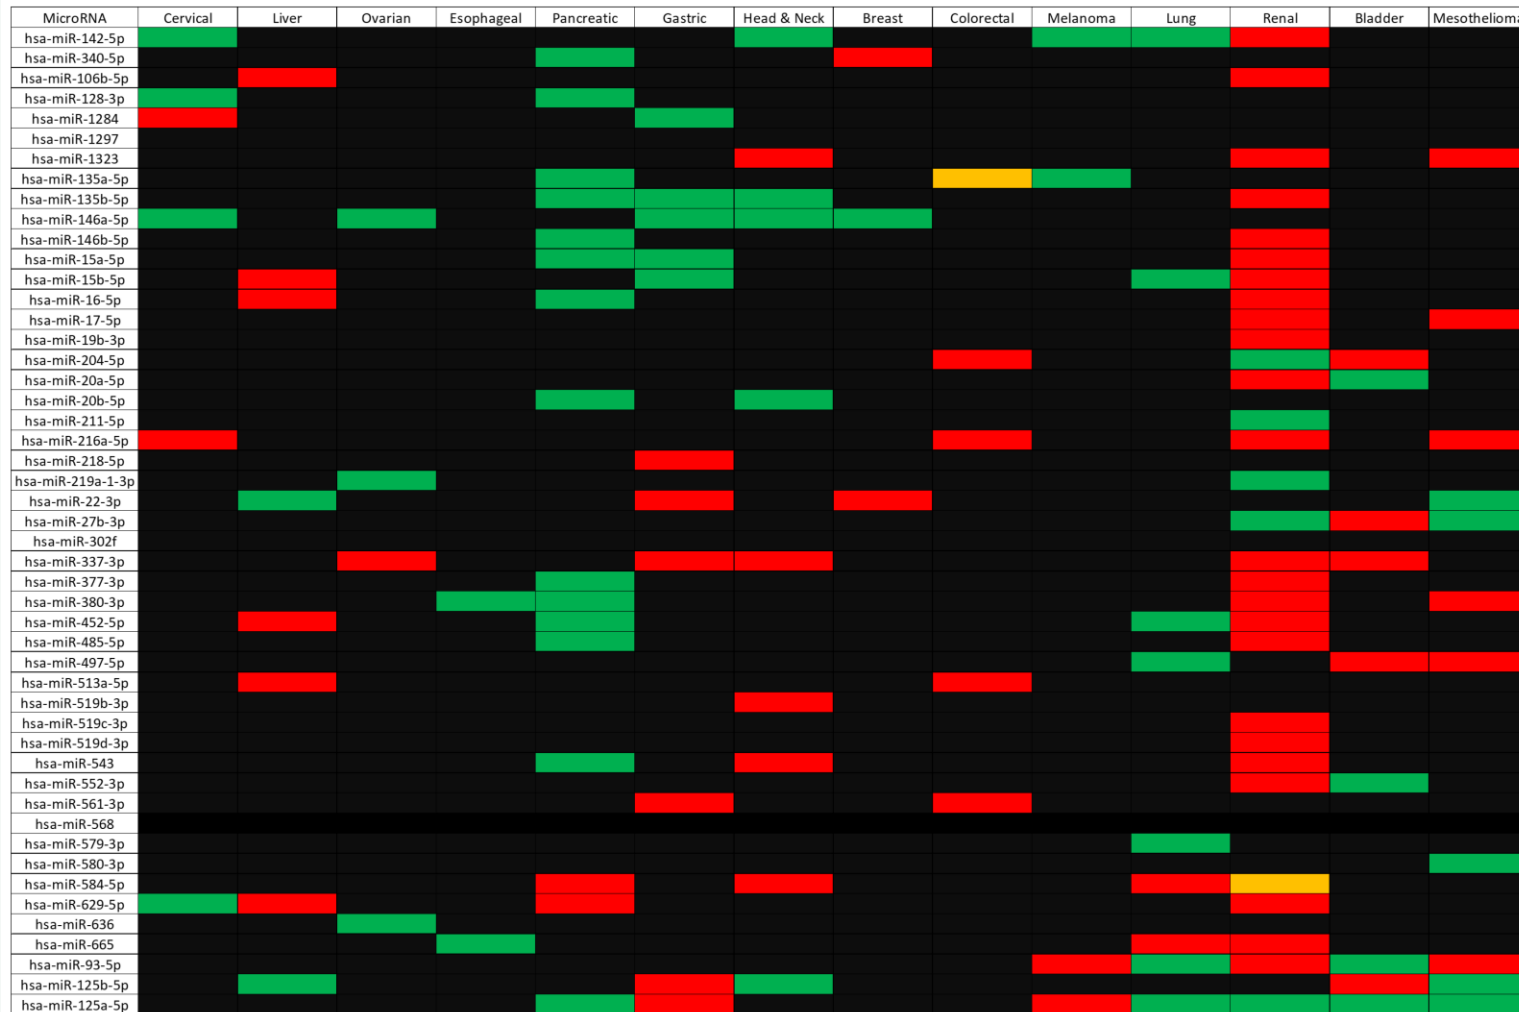 MicroRNA Cervical Liver Ovarian Esophageal Pancreatic Gastric Head & Neck Breast Colorectal Melanoma Lung Renal Bladder Mesothelioma
hsa-miR-142-5p
hsa-miR-340-5p
hsa-miR-106b-5p
hsa-miR-128-3p
hsa-miR-1284
hsa-miR-1297
hsa-miR-1323
hsa-miR-135a-5p
hsa-miR-135b-5p
hsa-miR-146a-5p
hsa-miR-146b-5p
hsa-miR-15a-5p
hsa-miR-15b-5p
hsa-miR-16-5p
hsa-miR-17-5p
hsa-miR-19b-3p
hsa-miR-204-5p
hsa-miR-20a-5p
hsa-miR-20b-5p
hsa-miR-211-5p
hsa-miR-216a-5p
hsa-miR-218-5p
hsa-miR-219a-1-3p
hsa-miR-22-3p
hsa-miR-27b-3p
hsa-miR-302f
hsa-miR-337-3p
hsa-miR-377-3p
hsa-miR-380-3p
hsa-miR-452-5p
hsa-miR-485-5p
hsa-miR-497-5p
hsa-miR-513a-5p
hsa-miR-519b-3p
hsa-miR-519c-3p
hsa-miR-519d-3p
hsa-miR-543
hsa-miR-552-3p
hsa-miR-561-3p
hsa-miR-568
hsa-miR-579-3p
hsa-miR-580-3p
hsa-miR-584-5p
hsa-miR-629-5p
hsa-miR-636
hsa-miR-665
hsa-miR-93-5p
hsa-miR-125b-5p
hsa-miR-125a-5p